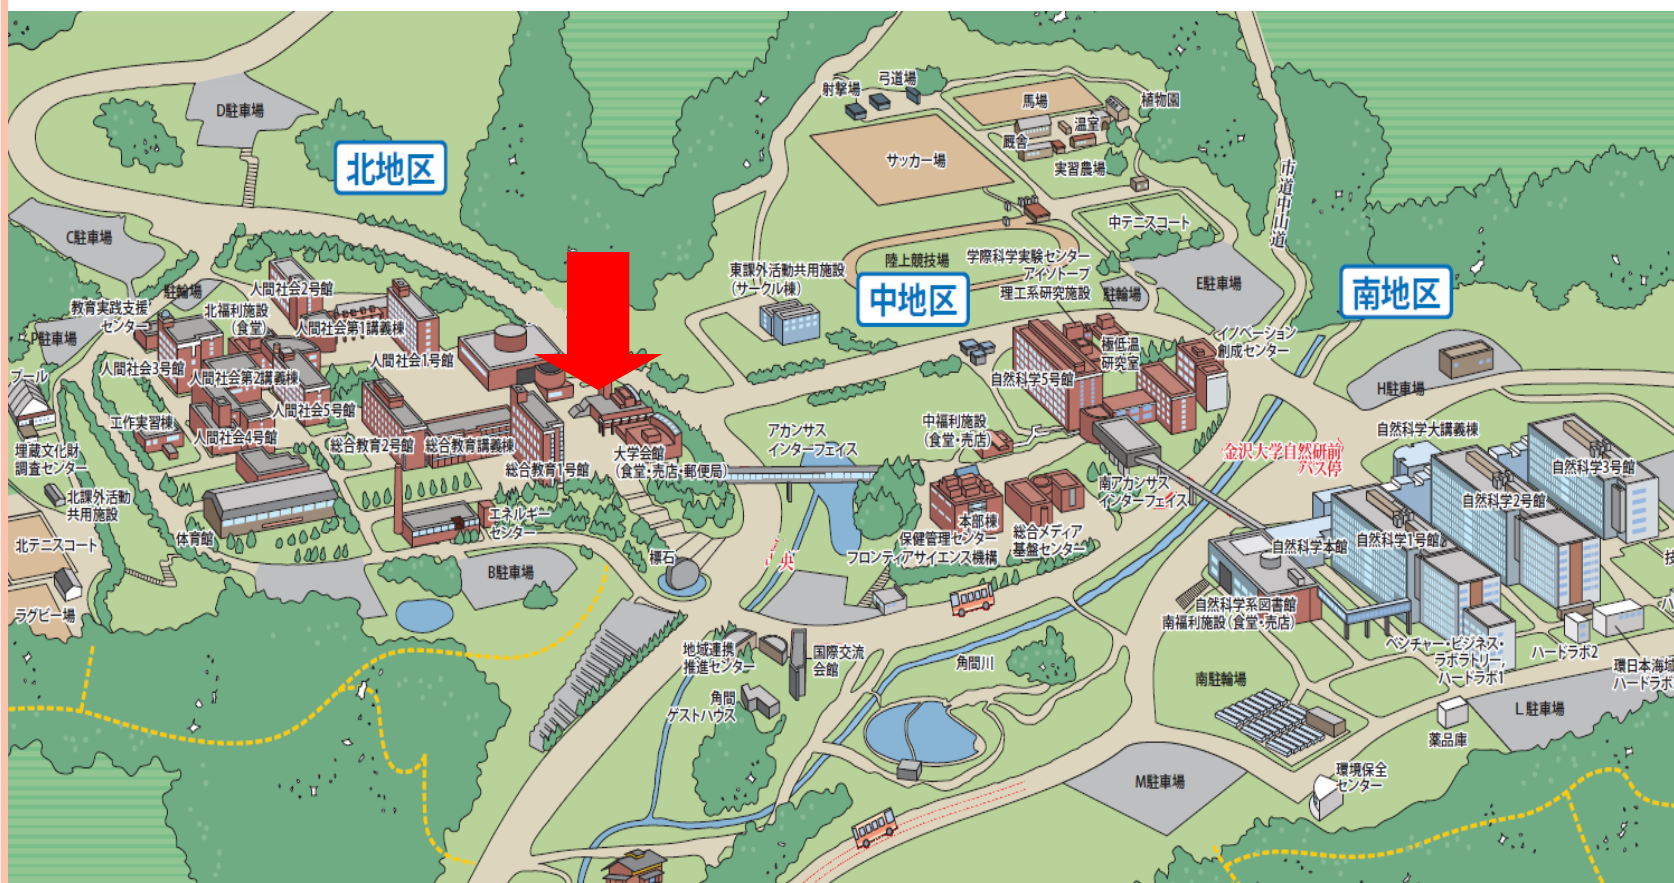 D駐車場
北地区
C駐車場
駐輪場
P駐車場
プール
教育実践支援
センター
北福利施設
(食堂)
人間社会2号館
人間社会第1講義棟
人間社会1号館
人間社会3号館
人間社会第2講義棟
人間社会5号館
人間社会4号館
工作実習棟
総合教育2号館
総合教育講義棟
総合教育1号館
大学会館
(食堂・売店・郵便局)
埋蔵文化財
調査センター
北課外活動
共用施設
北テニスコート
ラグビー場
体育館
エネルギー
センター
B駐車場
標石
射撃場
弓道場
馬場
植物園
温室
厩舎
実習農場
サッカー場
中テニスコート
陸上競技場
東課外活動共用施設
(サークル棟)
中地区
学際科学実験センター
アイソトープ
理工系研究施設
駐輪場
E駐車場
市道中山道
イノベーション
創成センター
極低温
研究室
自然科学5号館
中福利施設
(食堂・売店)
アカンサス
インターフェイス
南アカンサス
インターフェイス
本部棟
保健管理センター
フロンティアサイエンス機構
総合メディア
基盤センター
央
地域連携
推進センター
国際交流
会館
角間
ゲストハウス
角間川
南地区
H駐車場
自然科学大講義棟
金沢大学自然研前
バス停
自然科学3号館
自然科学2号館
自然科学1号館
自然科学本館
自然科学系図書館
南福利施設(食堂・売店)
ベンチャー・ビジネス・
ラボラトリー,
ハードラボ1
ハードラボ2
環日本海域
ハードラボ
技
ハ
南駐輪場
L駐車場
薬品庫
M駐車場
環境保全
センター